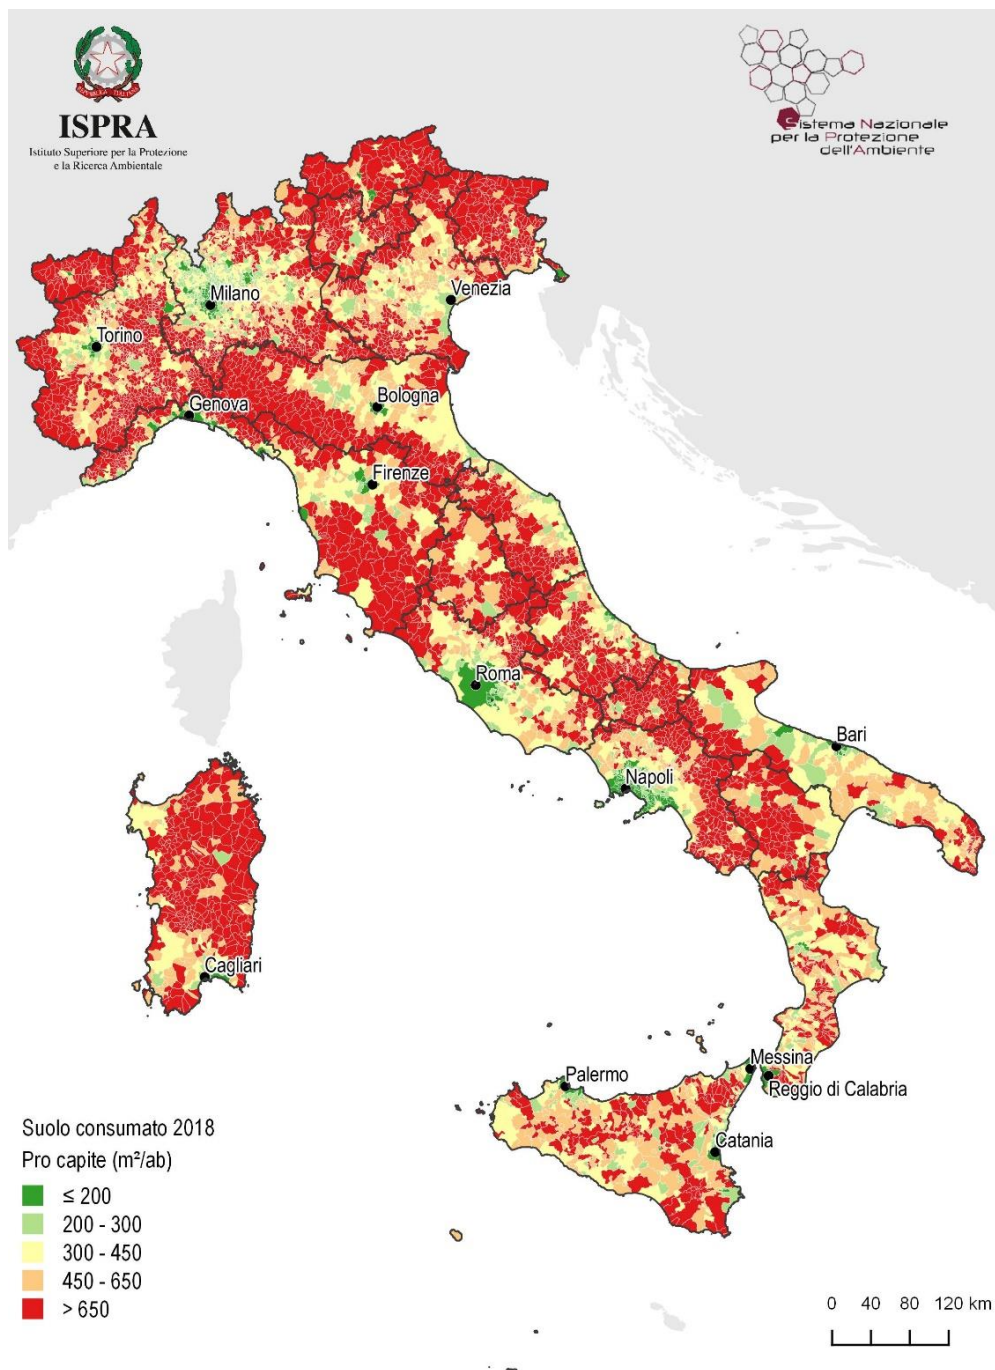 REPVBBLICA ITALIANA
ISPRA
Istituto Superiore per la Protezione
e la Ricerca Ambientale
Sistema Nazionale
per la Protezione
dell'Ambiente
Milano
Venezia
Torino
Genova
Bologna
Firenze
Roma
Bari
Napoli
Cagliari
Messina
Palermo
Reggio di Calabria
Catania
Suolo consumato 2018
Pro capite (m²/ab)
≤ 200
200 - 300
300 - 450
450 - 650
> 650
0 40 80 120 km